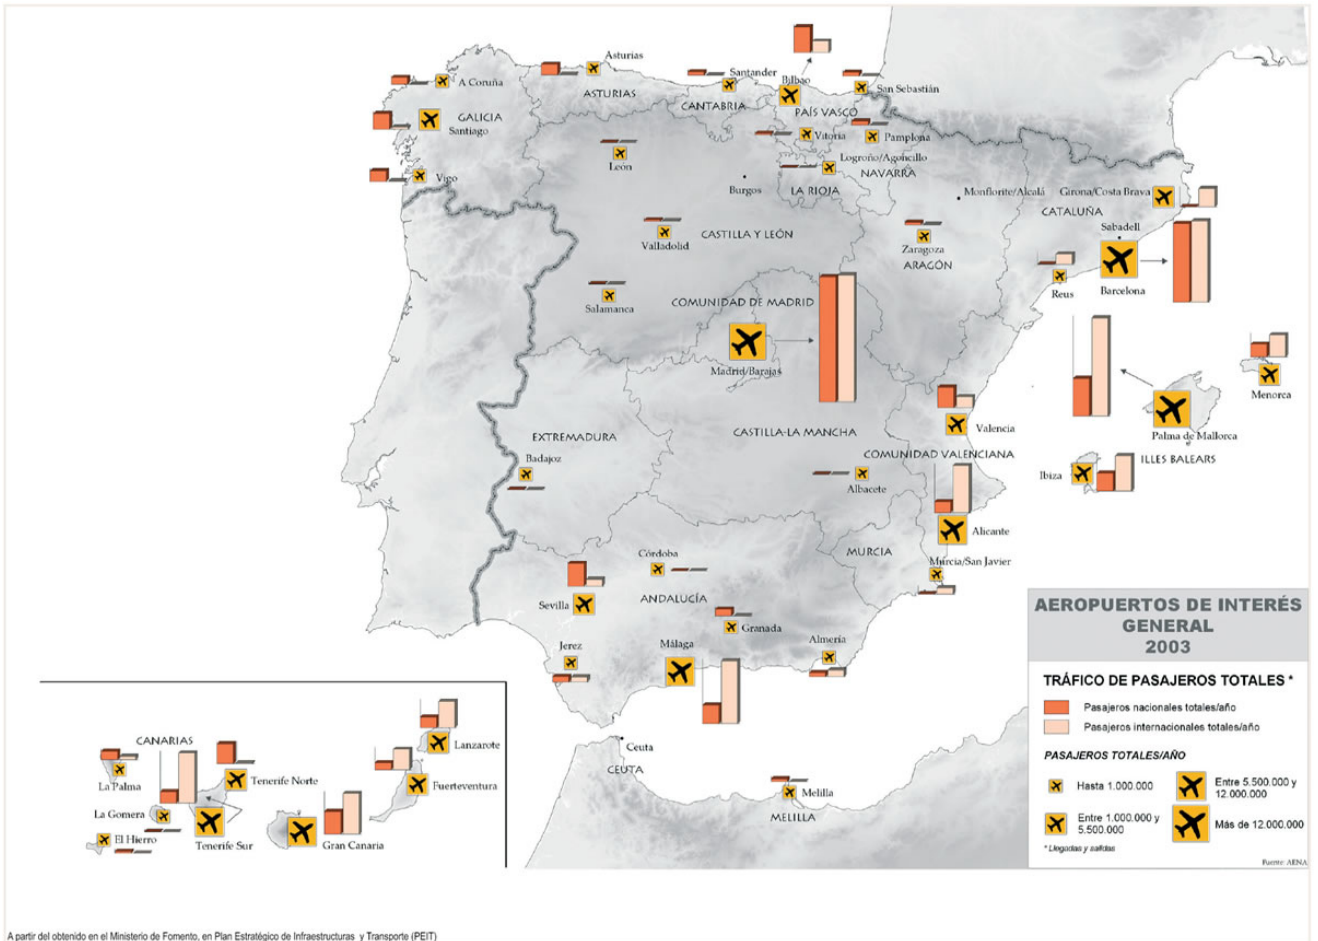 Asturias
A Coruña
ASTURIAS
Santander
CANTABRIA
Bilbao
San Sebastián
PAÍS VASCO
GALICIA
Santiago
Vitoria
Pamplona
León
Logroño/Agoncillo
NAVARRA
Vigo
Burgos
LA RIOJA
Monflorite/Alcalá
Girona/Costa Brava
CATALUÑA
Sabadell
Valladolid
CASTILLA Y LEÓN
Zaragoza
ARAGÓN
Reus
Barcelona
Salamanca
COMUNIDAD DE MADRID
Madrid/Barajas
Menorca
Palma de Mallorca
ILLES BALEARS
Ibiza
EXTREMADURA
Badajoz
CASTILLA-LA MANCHA
Valencia
COMUNIDAD VALENCIANA
Albacete
Alicante
MURCIA
Murcia/San Javier
Córdoba
Sevilla
ANDALUCÍA
Granada
Jerez
Málaga
Almería
Ceuta
CEUTA
Melilla
MELILLA
CANARIAS
La Palma
Tenerife Norte
Lanzarote
Fuerteventura
La Gomera
El Hierro
Tenerife Sur
Gran Canaria
AEROPUERTOS DE INTERÉS
GENERAL
2003
TRÁFICO DE PASAJEROS TOTALES *
Pasajeros nacionales totales/año
Pasajeros internacionales totales/año
PASAJEROS TOTALES/AÑO
Hasta 1.000.000
Entre 5.500.000 y
12.000.000
Entre 1.000.000 y
5.500.000
Más de 12.000.000
* Llegadas y salidas
Fuente: AENA
A partir del obtenido en el Ministerio de Fomento, en Plan Estratégico de Infraestructuras y Transporte (PEIT)